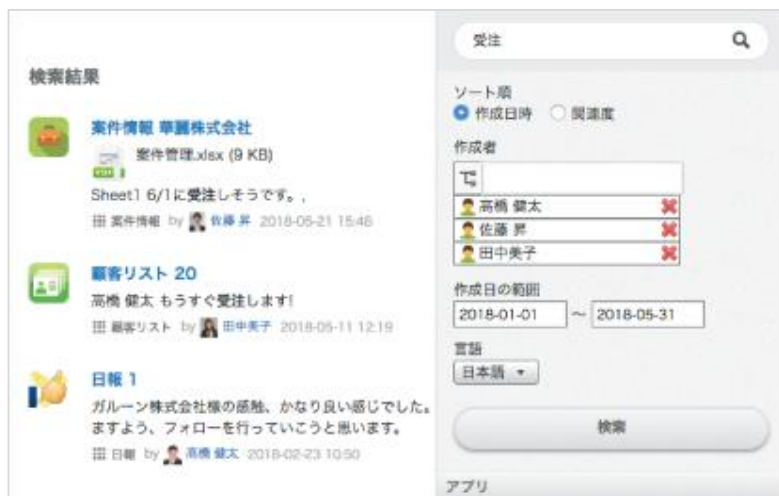 検索結果
案件情報 華麗株式会社
案件管理.xlsx (9 KB)
Sheet1 6/1に受注しそうです。,
案件情報 by 佐藤 昇 2018-05-21 15:46
顧客リスト 20
高橋 健太 もうすぐ受注します!
顧客リスト by 田中美子 2018-05-11 12:19
日報 1
ガルーン株式会社様の感触、かなり良い感じでした。
ますよう、フォローを行っていこうと思います。
日報 by 高橋 健太 2018-02-23 10:50
受注
ソート順
作成日時 関連度
作成者
高橋 健太
佐藤 昇
田中美子
作成日の範囲
2018-01-01 ～ 2018-05-31
言語
日本語
検索
アプリ